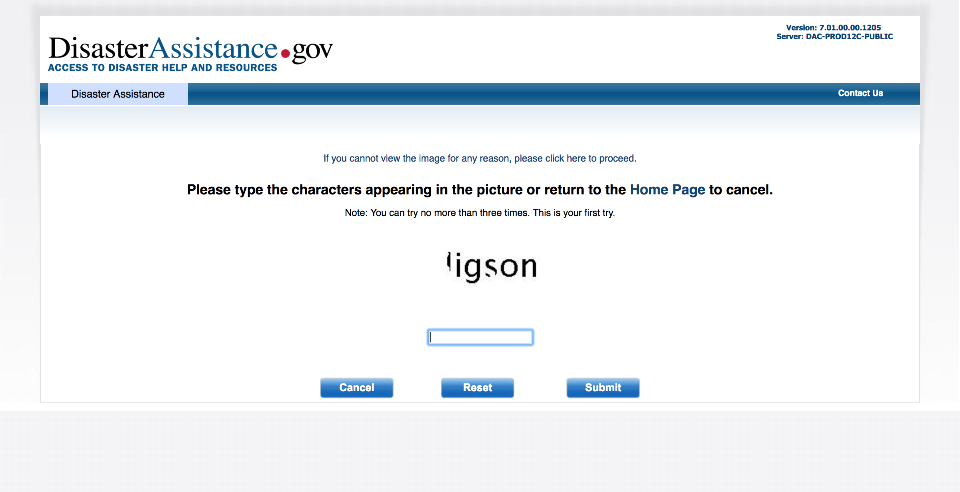 Version: 7.01.00.00.1205
Server: DAC-PROD12C-PUBLIC
DisasterAssistance.gov
ACCESS TO DISASTER HELP AND RESOURCES
Disaster Assistance
Contact Us
If you cannot view the image for any reason, please click here to proceed.
Please type the characters appearing in the picture or return to the Home Page to cancel.
Note: You can try no more than three times. This is your first try.
Cancel
Reset
Submit